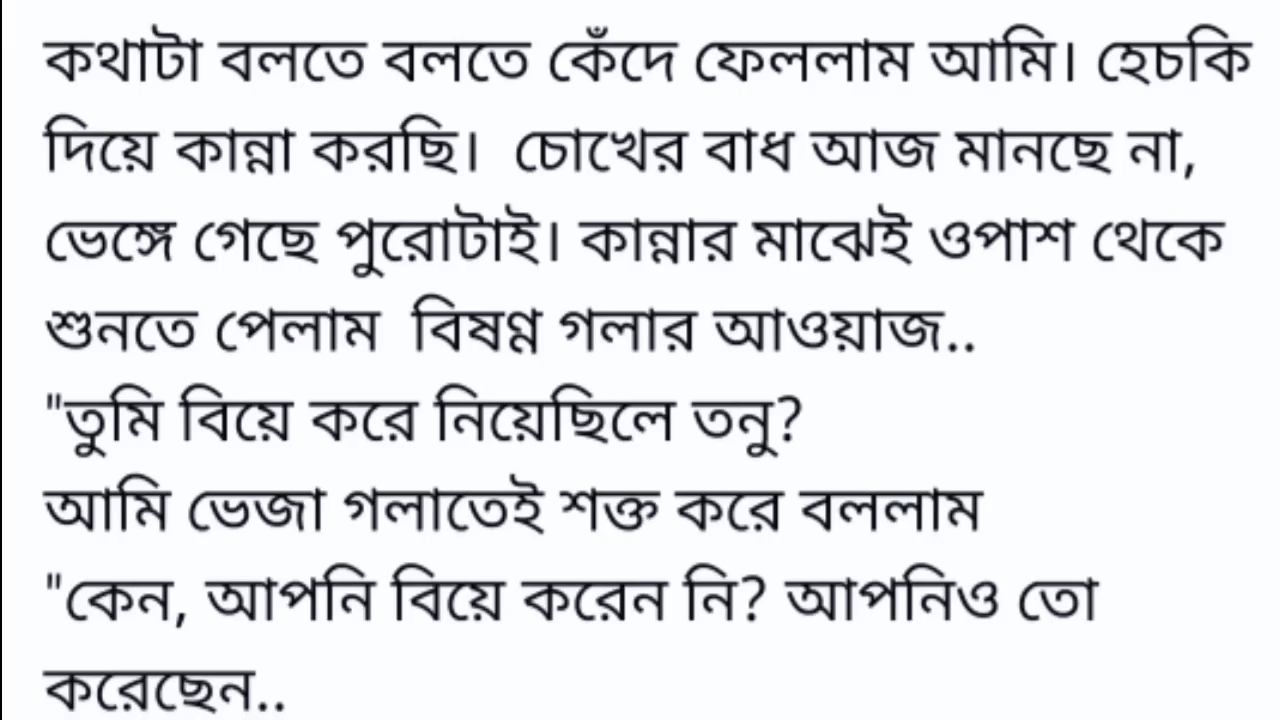 কথাটা বলতে বলতে কেঁদে ফেললাম আমি। হেচকি
দিয়ে কান্না করছি।  চোখের বাধ আজ মানছে না,
ভেঙ্গে গেছে পুরোটাই। কান্নার মাঝেই ওপাশ থেকে
শুনতে পেলাম  বিষণ্ণ গলার আওয়াজ..
"তুমি বিয়ে করে নিয়েছিলে তনু?
আমি ভেজা গলাতেই শক্ত করে বললাম
"কেন, আপনি বিয়ে করেন নি? আপনিও তো
করেছেন..